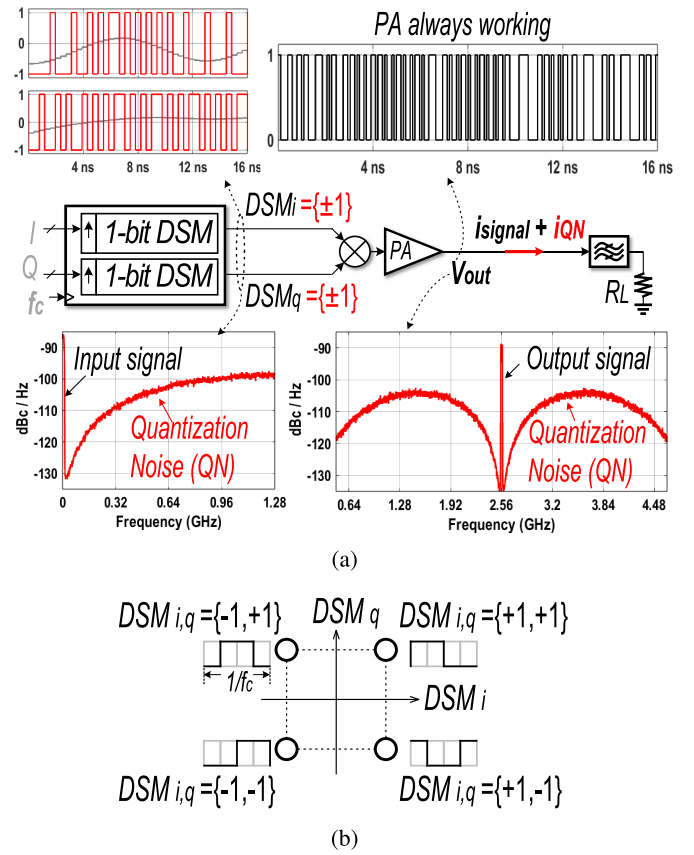 PA always working
1
0
-1
1
0
-1
4 ns 8 ns 12 ns 16 ns
1
0
4 ns 8 ns 12 ns 16 ns
I
Q
fc
1-bit DSM
1-bit DSM
DSMi ={±1}
DSMq ={±1}
PA
isignal + iQN
Vout
RL
dBc / Hz
-90
-100
-110
-120
-130
Input signal
Quantization
Noise (QN)
0 0.32 0.64 0.96 1.28
Frequency (GHz)
dBc / Hz
-90
-100
-110
-120
-130
Output signal
Quantization
Noise (QN)
0.64 1.28 1.92 2.56 3.2 3.84 4.48
Frequency (GHz)
(a)
DSM i,q ={-1,+1}
DSM q
DSM i,q ={+1,+1}
1/fc
DSM i
DSM i,q ={-1,-1}
DSM i,q ={+1,-1}
(b)